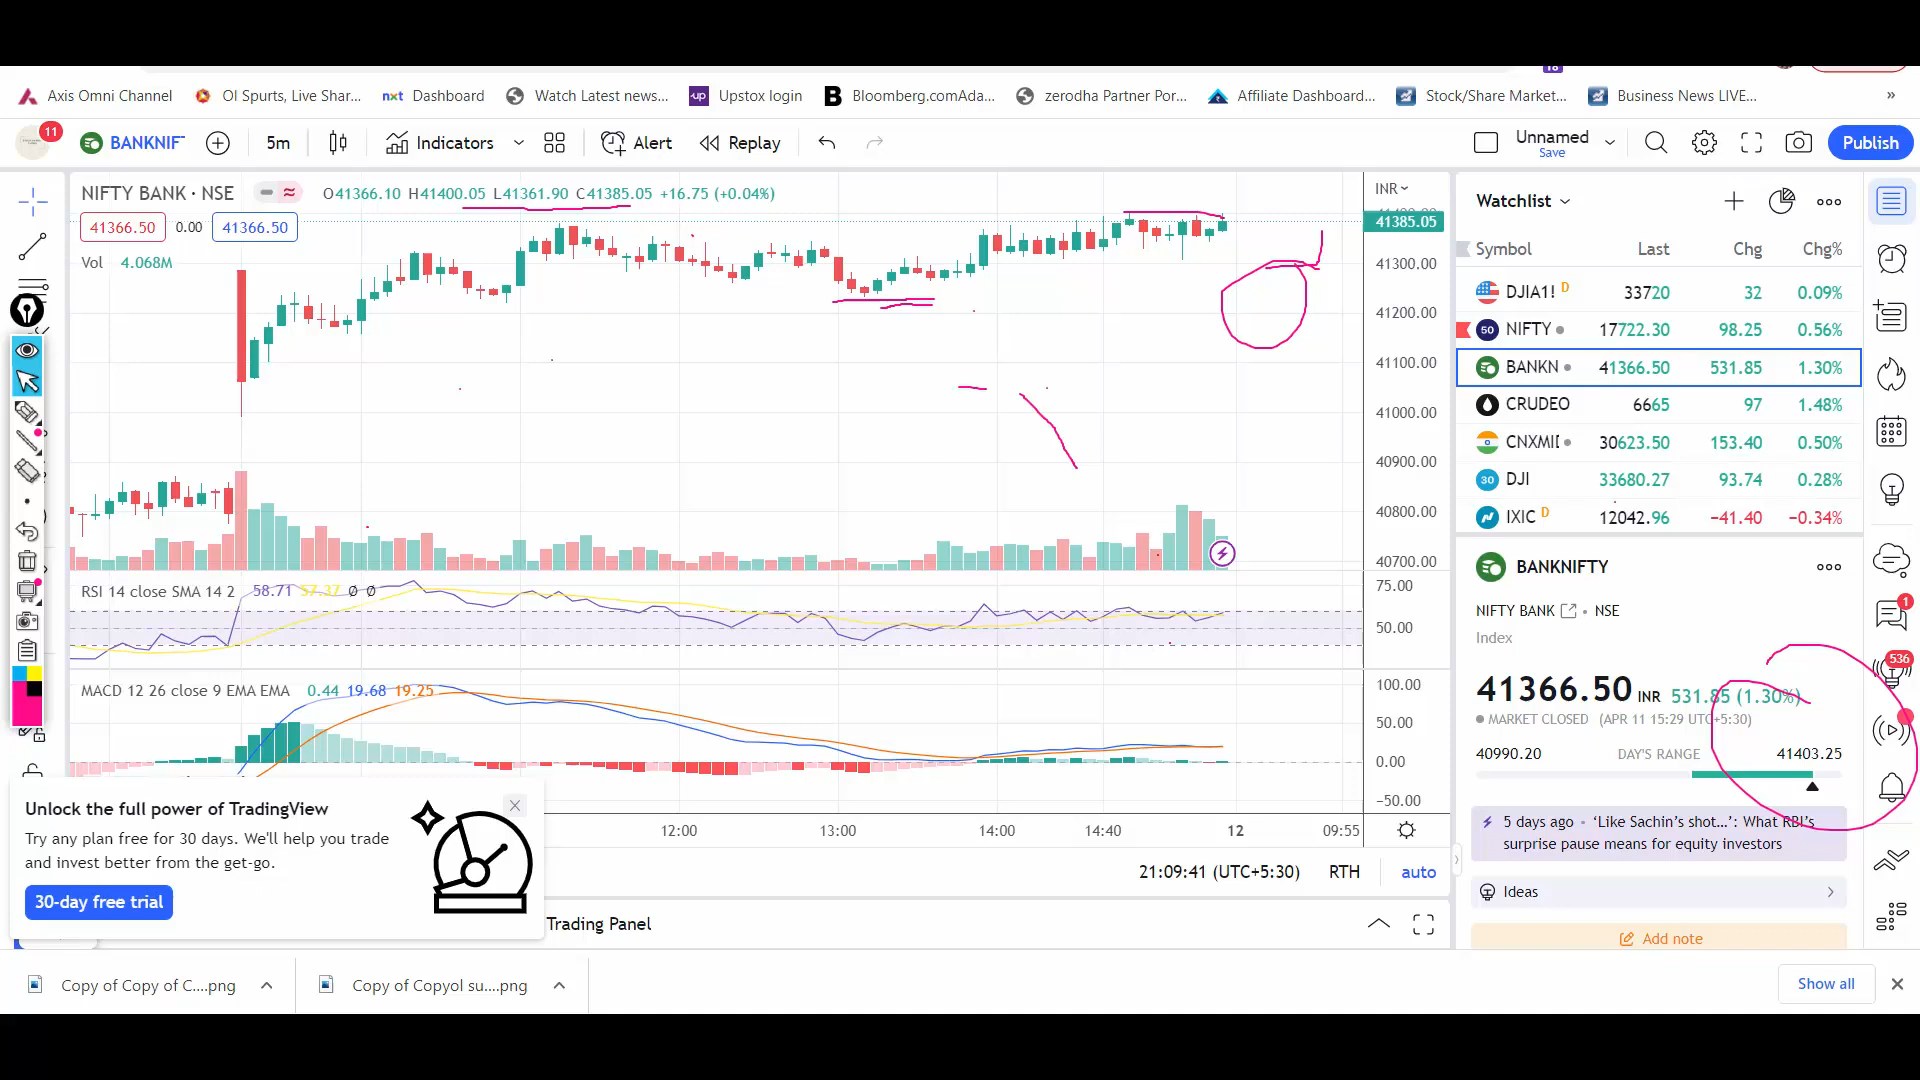 18
Axis Omni Channel
OI Spurts, Live Shar...
nxt Dashboard
Watch Latest news...
up Upstox login
B Bloomberg.comAda...
zerodha Partner Por...
Affiliate Dashboard...
Stock/Share Market...
Business News LIVE...
»
11
BANKNIF
5m
Indicators
Alert
Replay
Unnamed
Save
Publish
NIFTY BANK · NSE
O41366.10 H41400.05 L41361.90 C41385.05 +16.75 (+0.04%)
41366.50 0.00 41366.50
Vol 4.068M
INR
41385.05
41300.00
41200.00
41100.00
41000.00
40900.00
40800.00
40700.00
RSI 14 close SMA 14 2 58.71 57.37 Ø Ø
75.00
50.00
MACD 12 26 close 9 EMA EMA 0.44 19.68 19.25
100.00
50.00
0.00
−50.00
12:00 13:00 14:00 14:40 12 09:55
21:09:41 (UTC+5:30) RTH auto
Trading Panel
Unlock the full power of TradingView
Try any plan free for 30 days. We'll help you trade
and invest better from the get-go.
30-day free trial
Watchlist
Symbol Last Chg Chg%
DJIA1! D 33720 32 0.09%
50 NIFTY 17722.30 98.25 0.56%
BANKN 41366.50 531.85 1.30%
CRUDEO 6665 97 1.48%
CNXMI 30623.50 153.40 0.50%
30 DJI 33680.27 93.74 0.28%
IXIC D 12042.96 −41.40 −0.34%
BANKNIFTY
NIFTY BANK • NSE
Index
41366.50 INR 531.85 (1.30%)
MARKET CLOSED (APR 11 15:29 UTC+5:30)
40990.20 DAY'S RANGE 41403.25
5 days ago • ‘Like Sachin’s shot...’: What RBI’s
surprise pause means for equity investors
Ideas
Add note
1
536
Copy of Copy of C....png
Copy of Copyol su....png
Show all